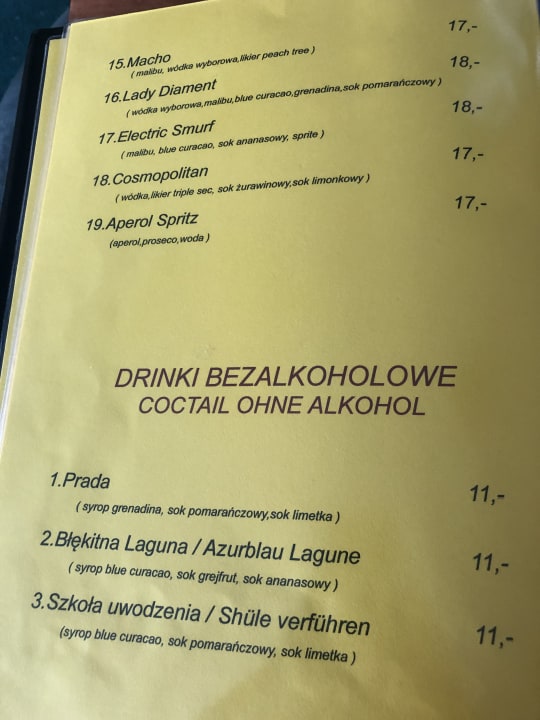 15.Macho 17,-
( malibu, wódka wyborowa,likier peach tree )
16.Lady Diament 18,-
( wódka wyborowa,malibu,blue curacao,grenadina,sok pomarańczowy )
17.Electric Smurf 18,-
( malibu, blue curacao, sok ananasowy, sprite )
18.Cosmopolitan 17,-
( wódka,likier triple sec, sok żurawinowy,sok limonkowy )
19.Aperol Spritz 17,-
(aperol,proseco,woda )
DRINKI BEZALKOHOLOWE
COCTAIL OHNE ALKOHOL
1.Prada 11,-
( syrop grenadina, sok pomarańczowy,sok limetka )
2.Błękitna Laguna / Azurblau Lagune 11,-
( syrop blue curacao, sok grejfrut, sok ananasowy )
3.Szkoła uwodzenia / Shüle verführen 11,-
(syrop blue curacao, sok pomarańczowy, sok limetka )